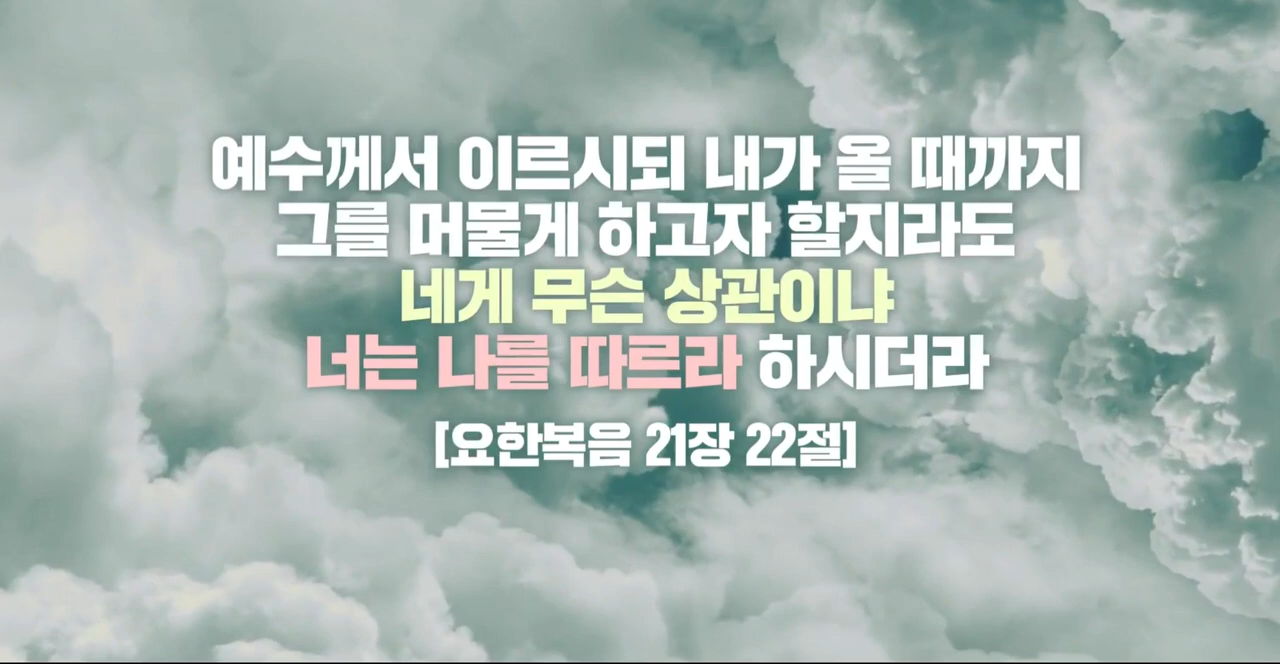 예수께서 이르시되 내가 올 때까지
그를 머물게 하고자 할지라도
네게 무슨 상관이냐
너는 나를 따르라 하시더라
[요한복음 21장 22절]